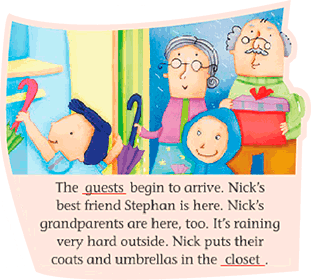 The guests begin to arrive. Nick's
best friend Stephan is here. Nick's
grandparents are here, too. It's raining
very hard outside. Nick puts their
coats and umbrellas in the closet .